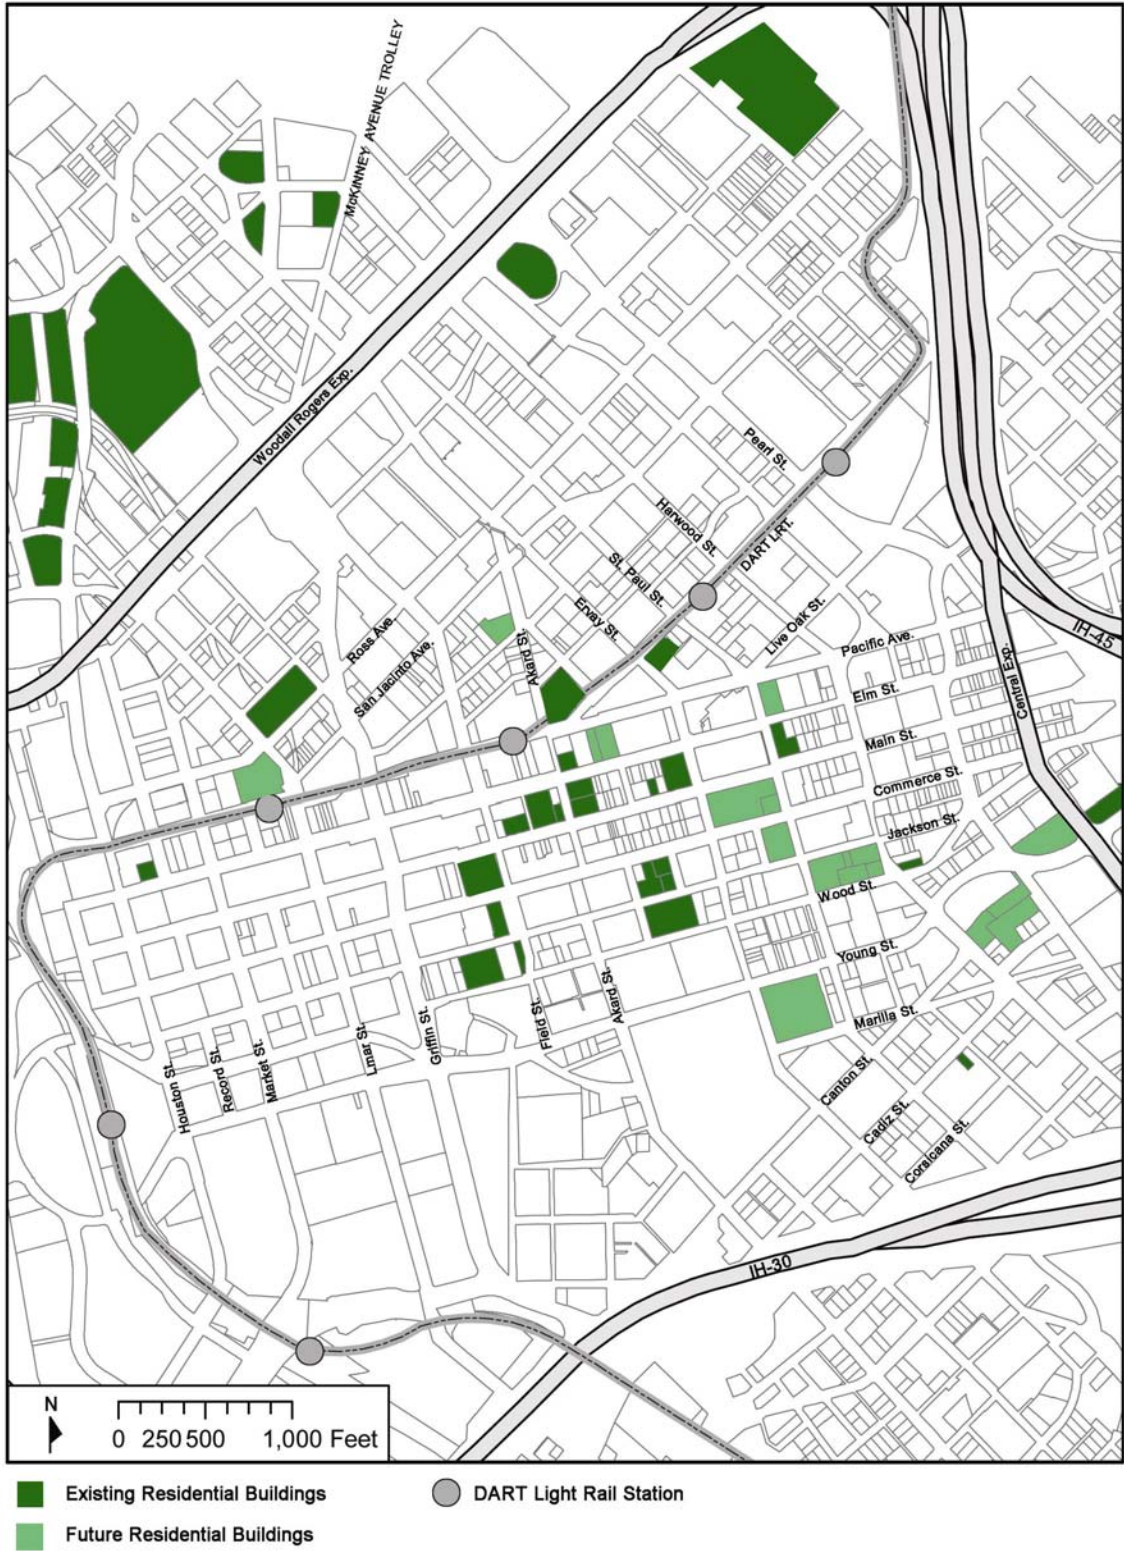 McKINNEY AVENUE TROLLEY
Woodall Rogers Exp.
Pearl St.
Harwood St.
DART LRT.
St. Paul St.
Ervay St.
Live Oak St.
Ross Ave.
San Jacinto Ave.
Akard St.
Pacific Ave.
IH-45
Elm St.
Central Exp.
Main St.
Commerce St.
Jackson St.
Wood St.
Young St.
Marilla St.
Akard St.
Field St.
Griffin St.
Lmar St.
Market St.
Record St.
Houston St.
Canton St.
Cadiz St.
Corsicana St.
IH-30
N
0 250 500 1,000 Feet
Existing Residential Buildings
DART Light Rail Station
Future Residential Buildings